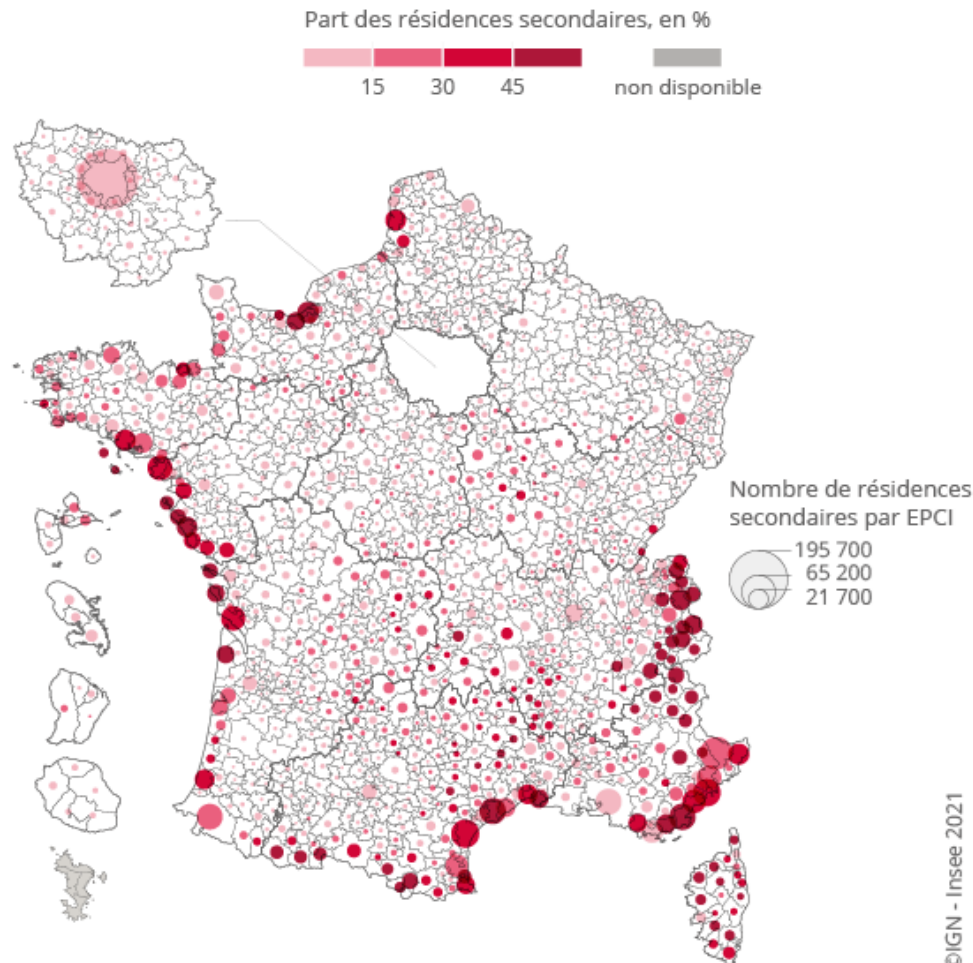 Part des résidences secondaires, en %
15 30 45 non disponible
Nombre de résidences
secondaires par EPCI
195 700
65 200
21 700
©IGN - Insee 2021